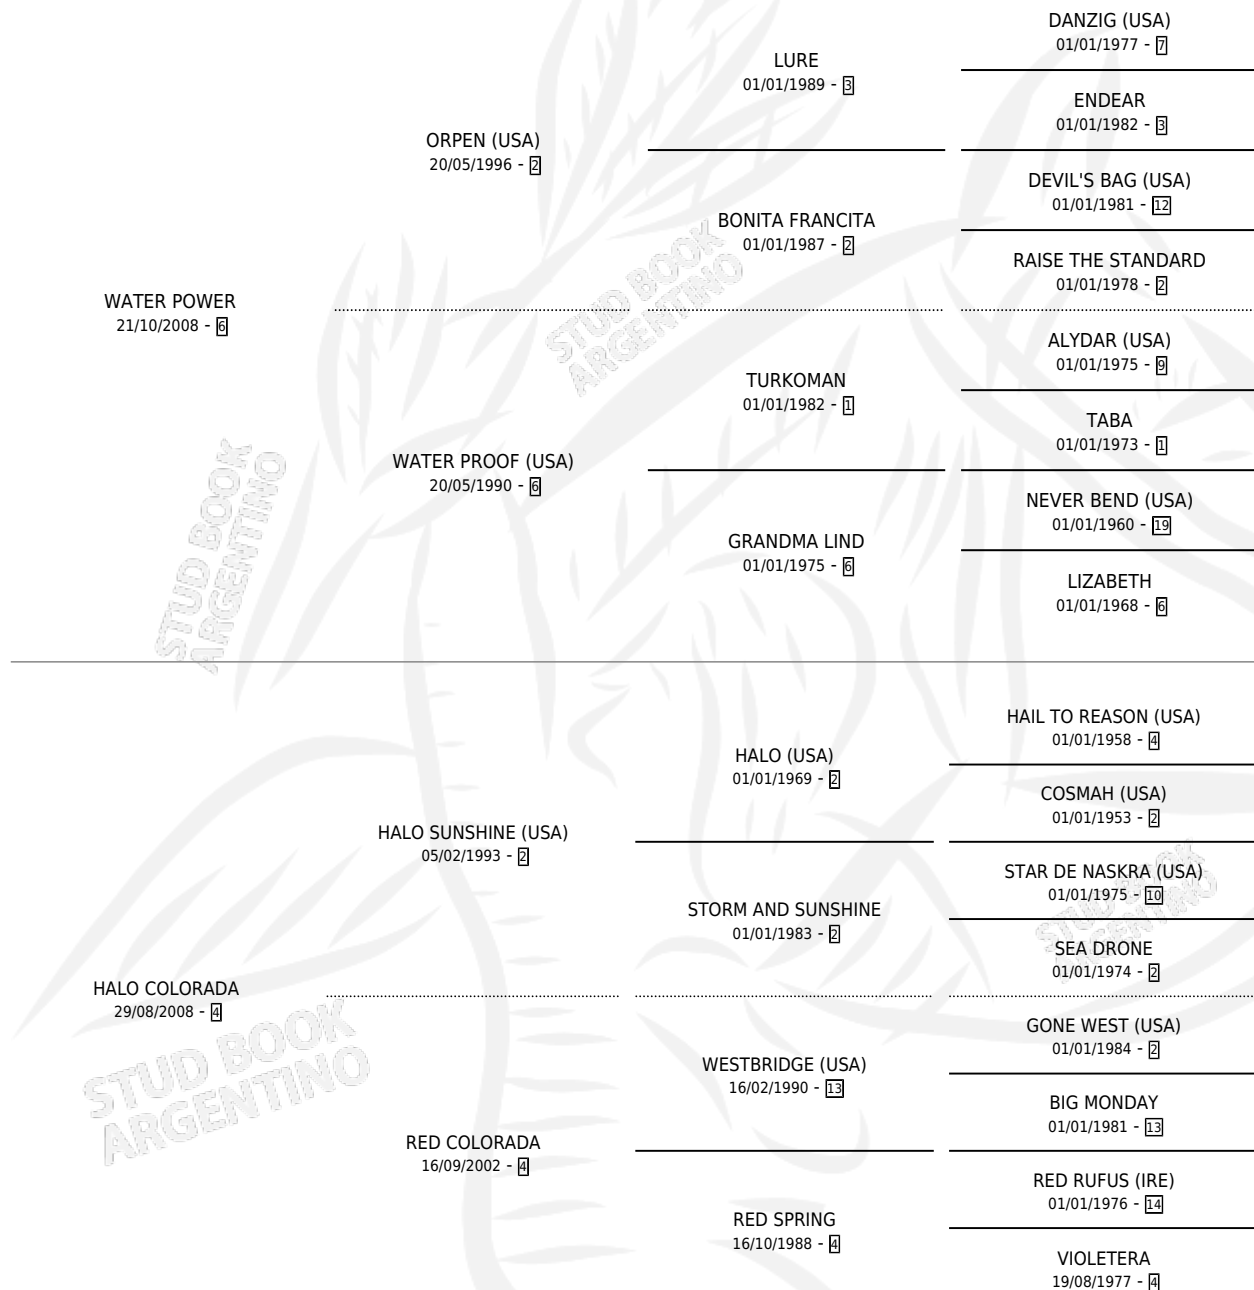 DANZIG (USA)
01/01/1977 - 7
LURE
01/01/1989 - 3
ENDEAR
01/01/1982 - 3
ORPEN (USA)
20/05/1996 - 2
DEVIL'S BAG (USA)
01/01/1981 - 12
BONITA FRANCITA
01/01/1987 - 2
RAISE THE STANDARD
01/01/1978 - 2
WATER POWER
21/10/2008 - 6
ALYDAR (USA)
01/01/1975 - 9
TURKOMAN
01/01/1982 - 1
TABA
01/01/1973 - 1
WATER PROOF (USA)
20/05/1990 - 6
NEVER BEND (USA)
01/01/1960 - 19
GRANDMA LIND
01/01/1975 - 6
LIZABETH
01/01/1968 - 6
HAIL TO REASON (USA)
01/01/1958 - 4
HALO (USA)
01/01/1969 - 2
COSMAH (USA)
01/01/1953 - 2
HALO SUNSHINE (USA)
05/02/1993 - 2
STAR DE NASKRA (USA)
01/01/1975 - 10
STORM AND SUNSHINE
01/01/1983 - 2
SEA DRONE
01/01/1974 - 2
HALO COLORADA
29/08/2008 - 4
GONE WEST (USA)
01/01/1984 - 2
WESTBRIDGE (USA)
16/02/1990 - 13
BIG MONDAY
01/01/1981 - 13
RED COLORADA
16/09/2002 - 4
RED RUFUS (IRE)
01/01/1976 - 14
RED SPRING
16/10/1988 - 4
VIOLETERA
19/08/1977 - 4
STUD BOOK
ARGENTINO
STUD BOOK
ARGENTINO
STUD BOOK
ARGENTINO
STUD BOOK
ARGENTINO